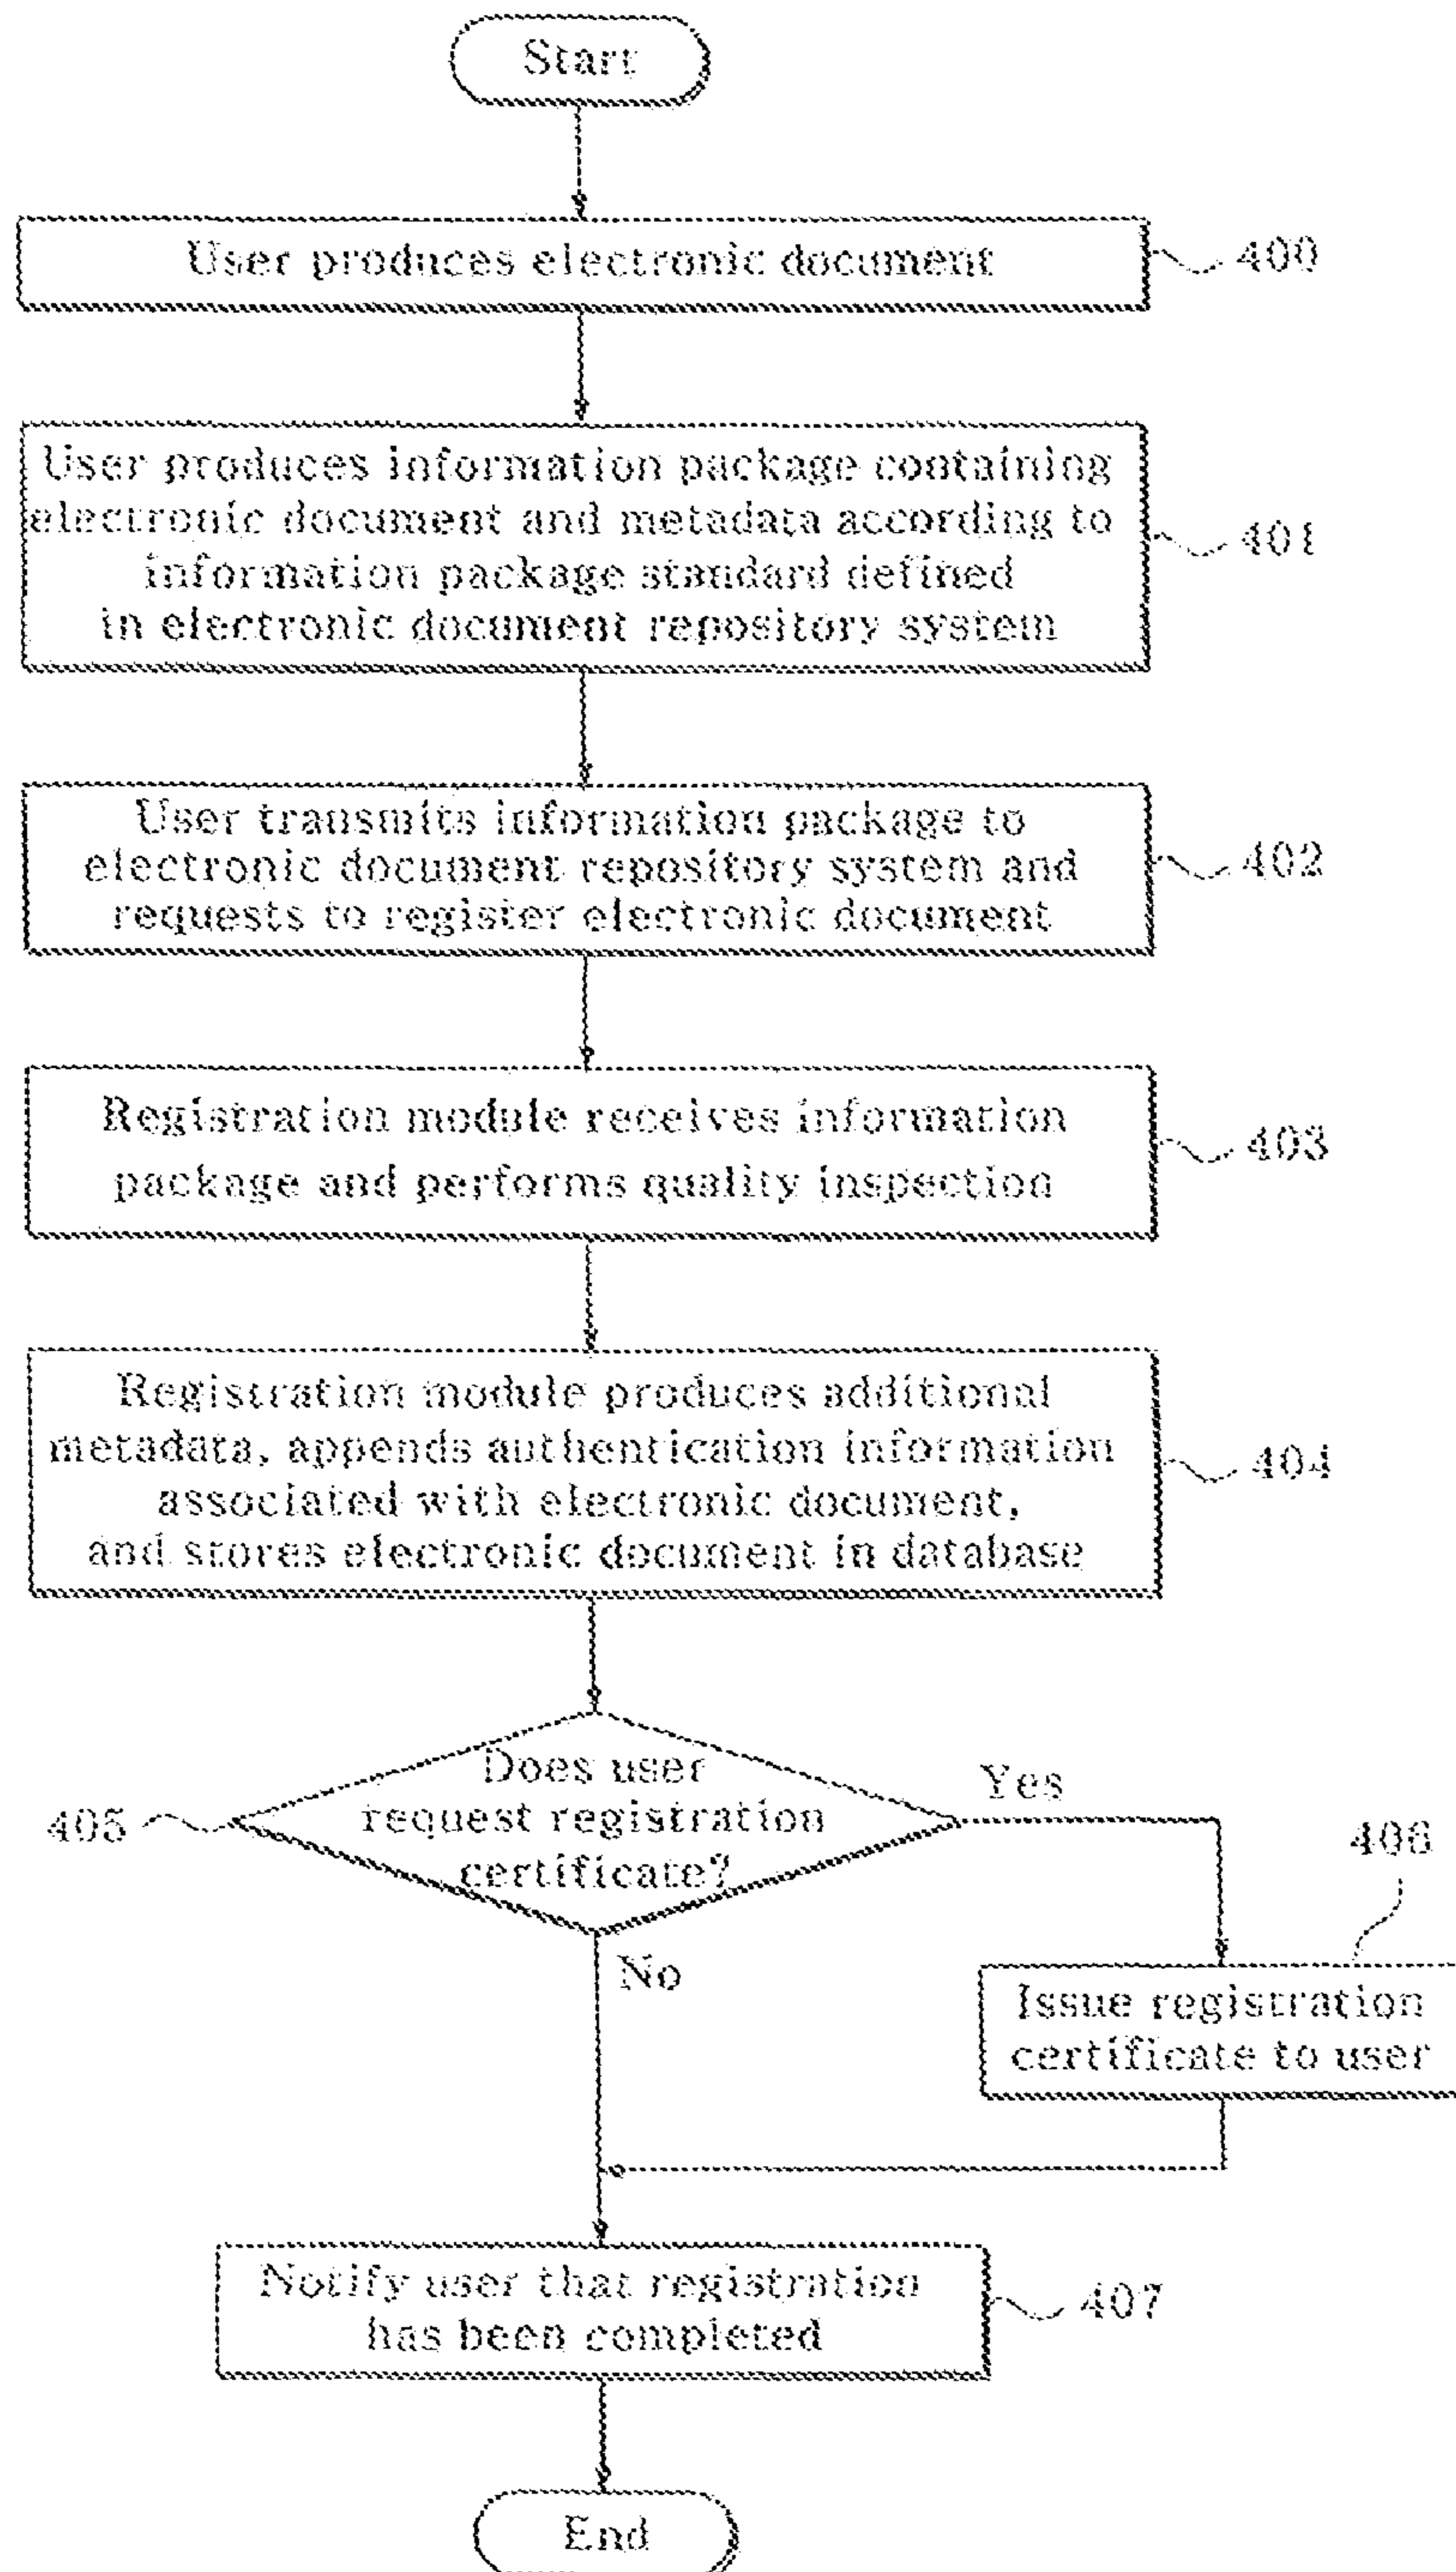 Start
User produces electronic document
400
User produces information package containing
electronic document and metadata according to
information package standard defined
in electronic document repository system
401
User transmits information package to
electronic document repository system and
requests to register electronic document
402
Registration module receives information
package and performs quality inspection
403
Registration module produces additional
metadata, appends authentication information
associated with electronic document,
and stores electronic document in database
404
Does user
request registration
certificate?
405
Yes
406
No
Issue registration
certificate to user
Notify user that registration
has been completed
407
End